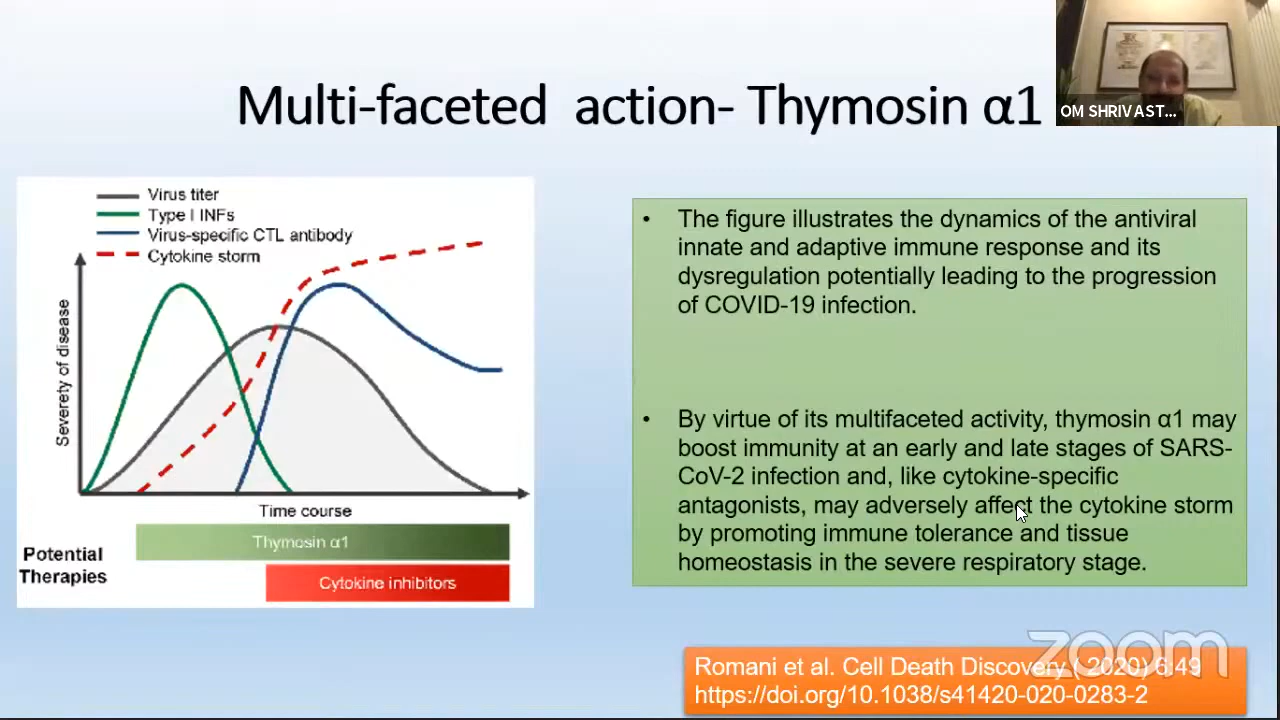 OM SHRIVAST...
Multi-faceted action- Thymosin α1
Virus titer
Type I INFs
Virus-specific CTL antibody
Cytokine storm
Severety of disease
Time course
Potential
Therapies
Thymosin α1
Cytokine inhibitors
• The figure illustrates the dynamics of the antiviral
innate and adaptive immune response and its
dysregulation potentially leading to the progression
of COVID-19 infection.
• By virtue of its multifaceted activity, thymosin α1 may
boost immunity at an early and late stages of SARS-
CoV-2 infection and, like cytokine-specific
antagonists, may adversely affect the cytokine storm
by promoting immune tolerance and tissue
homeostasis in the severe respiratory stage.
zoom
Romani et al. Cell Death Discovery ( 2020) 6:49
https://doi.org/10.1038/s41420-020-0283-2